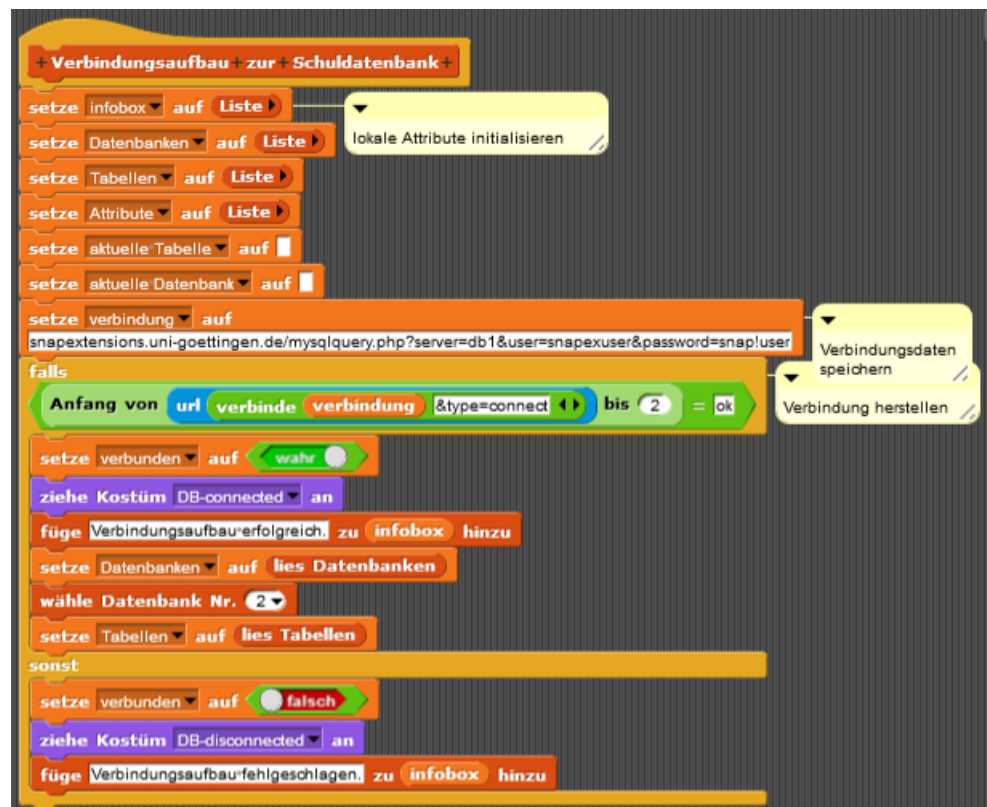 +Verbindungsaufbau+zur+Schuldatenbank+
setze infobox auf Liste
lokale Attribute initialisieren
setze Datenbanken auf Liste
setze Tabellen auf Liste
setze Attribute auf Liste
setze aktuelle Tabelle auf
setze aktuelle Datenbank auf
setze verbindung auf
snapextensions.uni-goettingen.de/mysqlquery.php?server=db1&user=snapexuser&password=snap!user
Verbindungsdaten
speichern
falls
Anfang von url verbinde verbindung &type=connect bis 2 = ok
Verbindung herstellen
setze verbunden auf wahr
ziehe Kostüm DB-connected an
füge Verbindungsaufbau erfolgreich. zu infobox hinzu
setze Datenbanken auf lies Datenbanken
wähle Datenbank Nr. 2
setze Tabellen auf lies Tabellen
sonst
setze verbunden auf falsch
ziehe Kostüm DB-disconnected an
füge Verbindungsaufbau fehlgeschlagen. zu infobox hinzu